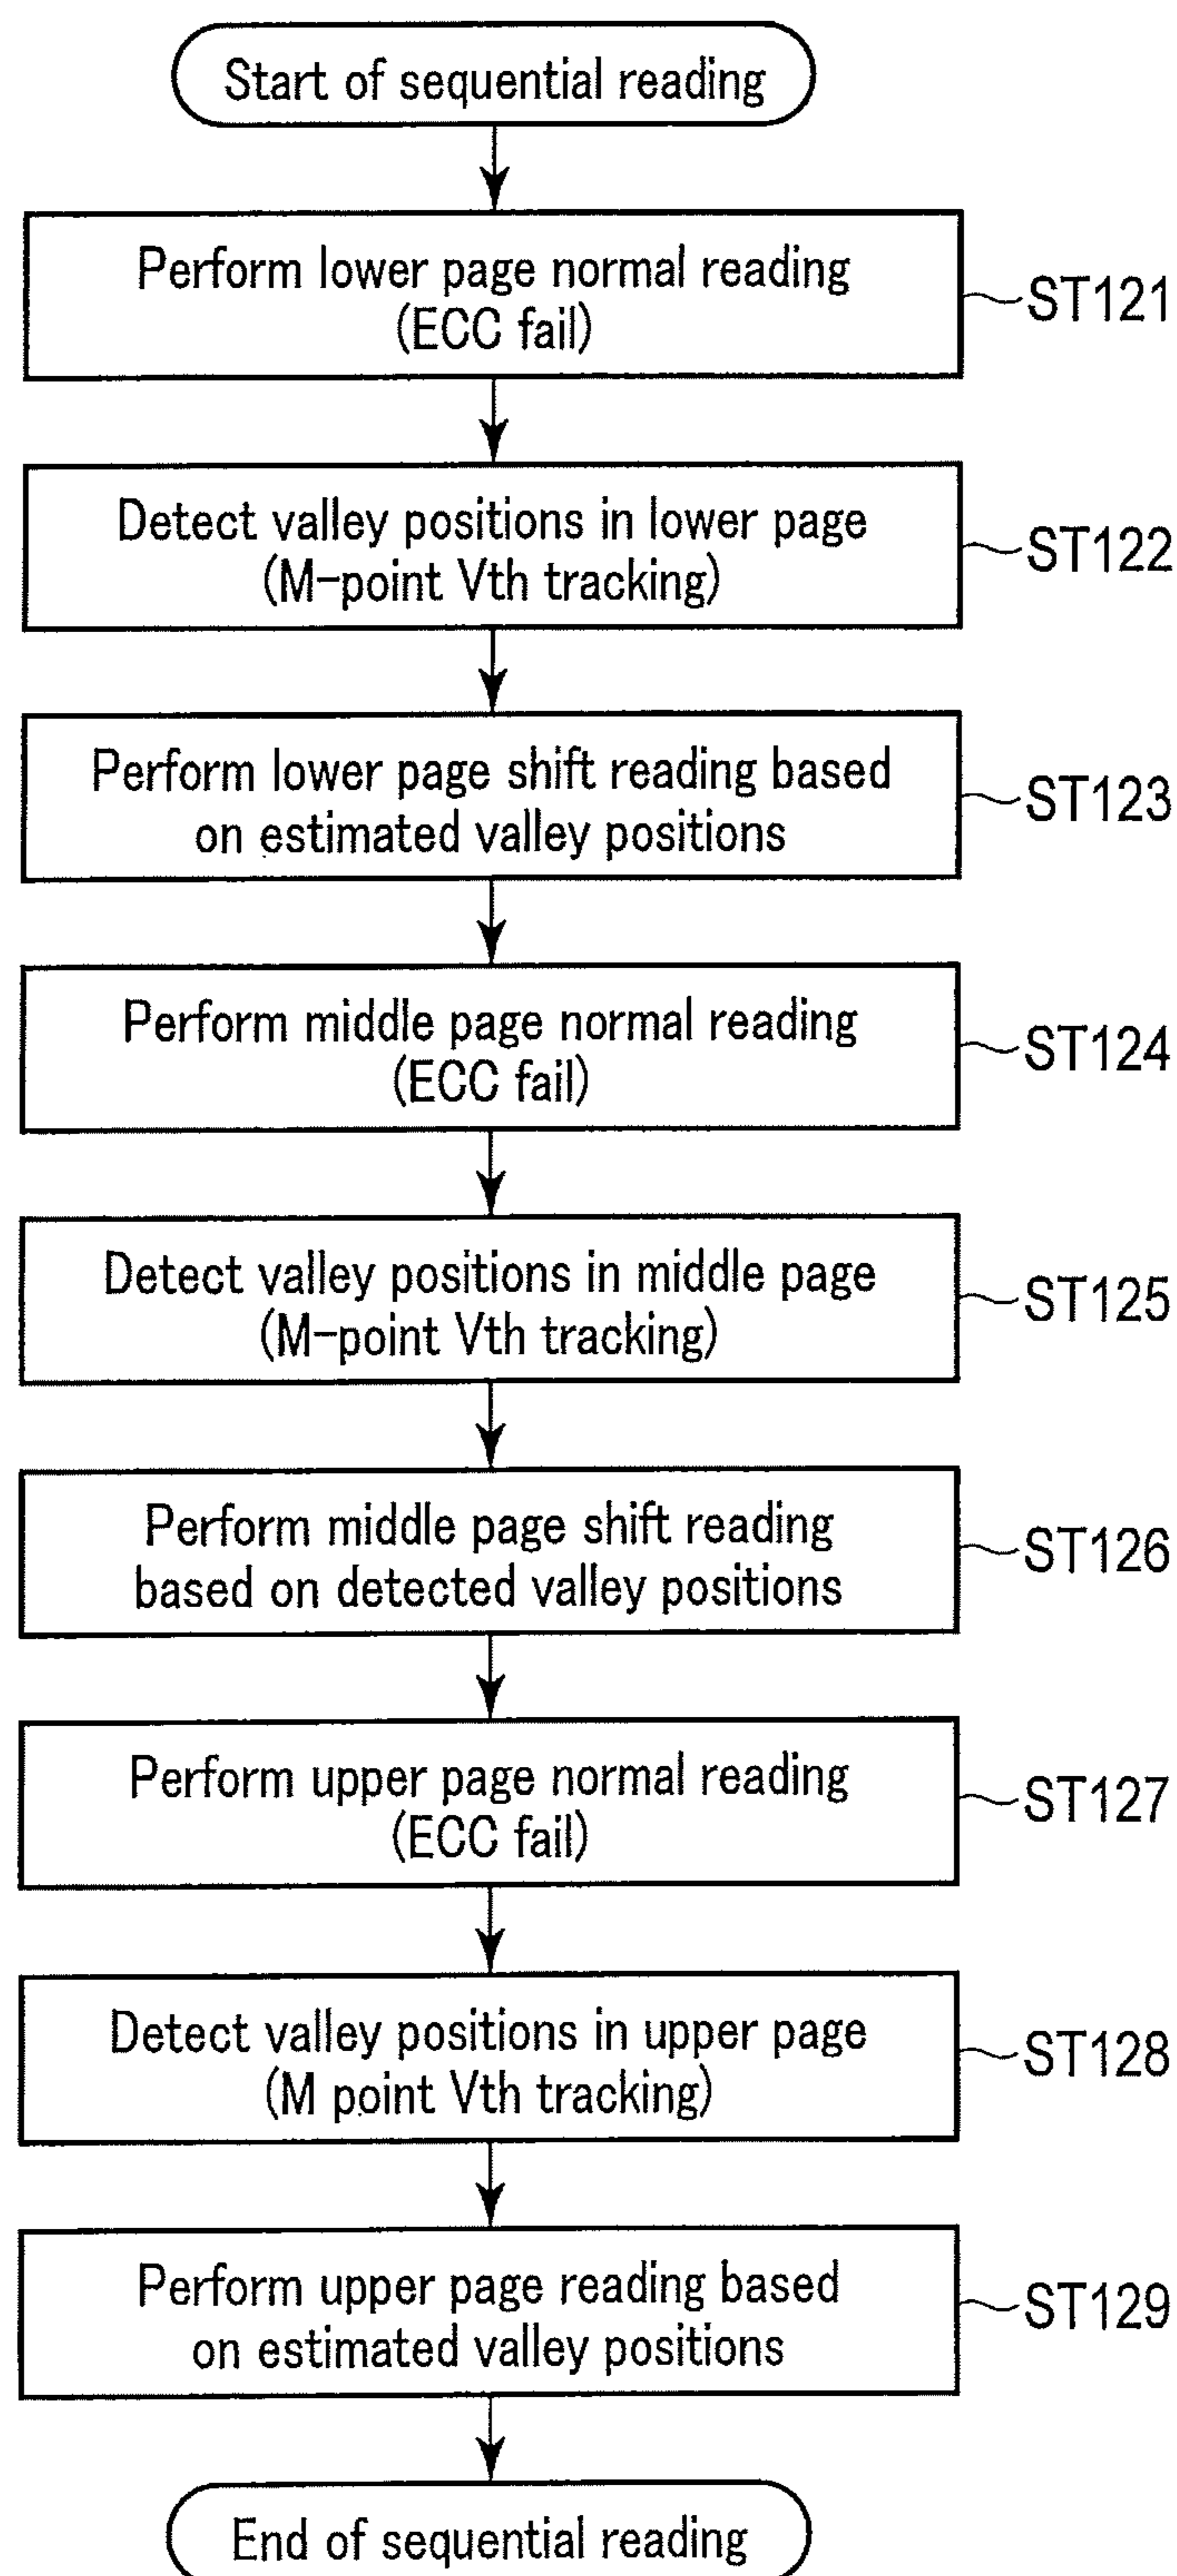 Start of sequential reading
Perform lower page normal reading
(ECC fail)
ST121
Detect valley positions in lower page
(M-point Vth tracking)
ST122
Perform lower page shift reading based
on estimated valley positions
ST123
Perform middle page normal reading
(ECC fail)
ST124
Detect valley positions in middle page
(M-point Vth tracking)
ST125
Perform middle page shift reading
based on detected valley positions
ST126
Perform upper page normal reading
(ECC fail)
ST127
Detect valley positions in upper page
(M point Vth tracking)
ST128
Perform upper page reading based
on estimated valley positions
ST129
End of sequential reading